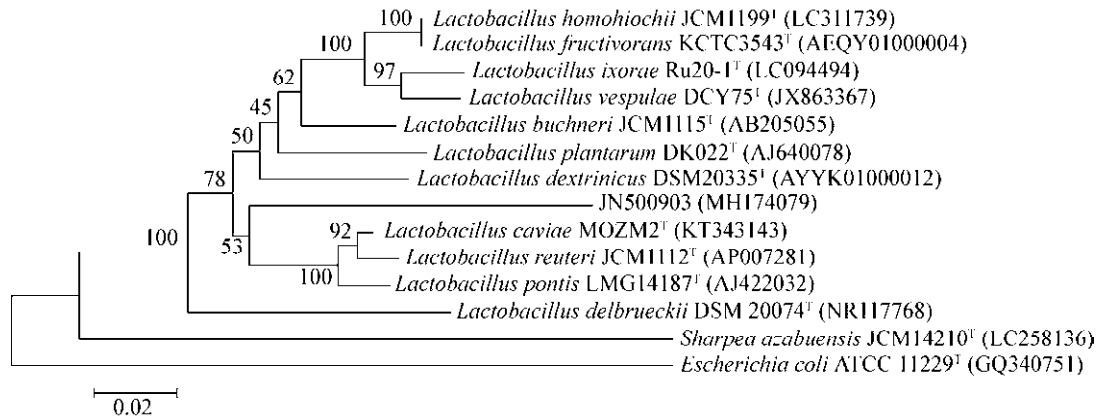 100
Lactobacillus homohiochii JCM1199ᵀ (LC311739)
100
Lactobacillus fructivorans KCTC3543ᵀ (AEQY01000004)
97
Lactobacillus ixorae Ru20-1ᵀ (LC094494)
62
Lactobacillus vespulae DCY75ᵀ (JX863367)
45
Lactobacillus buchneri JCM1115ᵀ (AB205055)
50
Lactobacillus plantarum DK022ᵀ (AJ640078)
78
Lactobacillus dextrinicus DSM20335ᵀ (AYYK01000012)
JN500903 (MH174079)
100
53
92
Lactobacillus caviae MOZM2ᵀ (KT343143)
Lactobacillus reuteri JCM1112ᵀ (AP007281)
100
Lactobacillus pontis LMG14187ᵀ (AJ422032)
Lactobacillus delbrueckii DSM 20074ᵀ (NR117768)
Sharpea azabuensis JCM14210ᵀ (LC258136)
Escherichia coli ATCC 11229ᵀ (GQ340751)
0.02